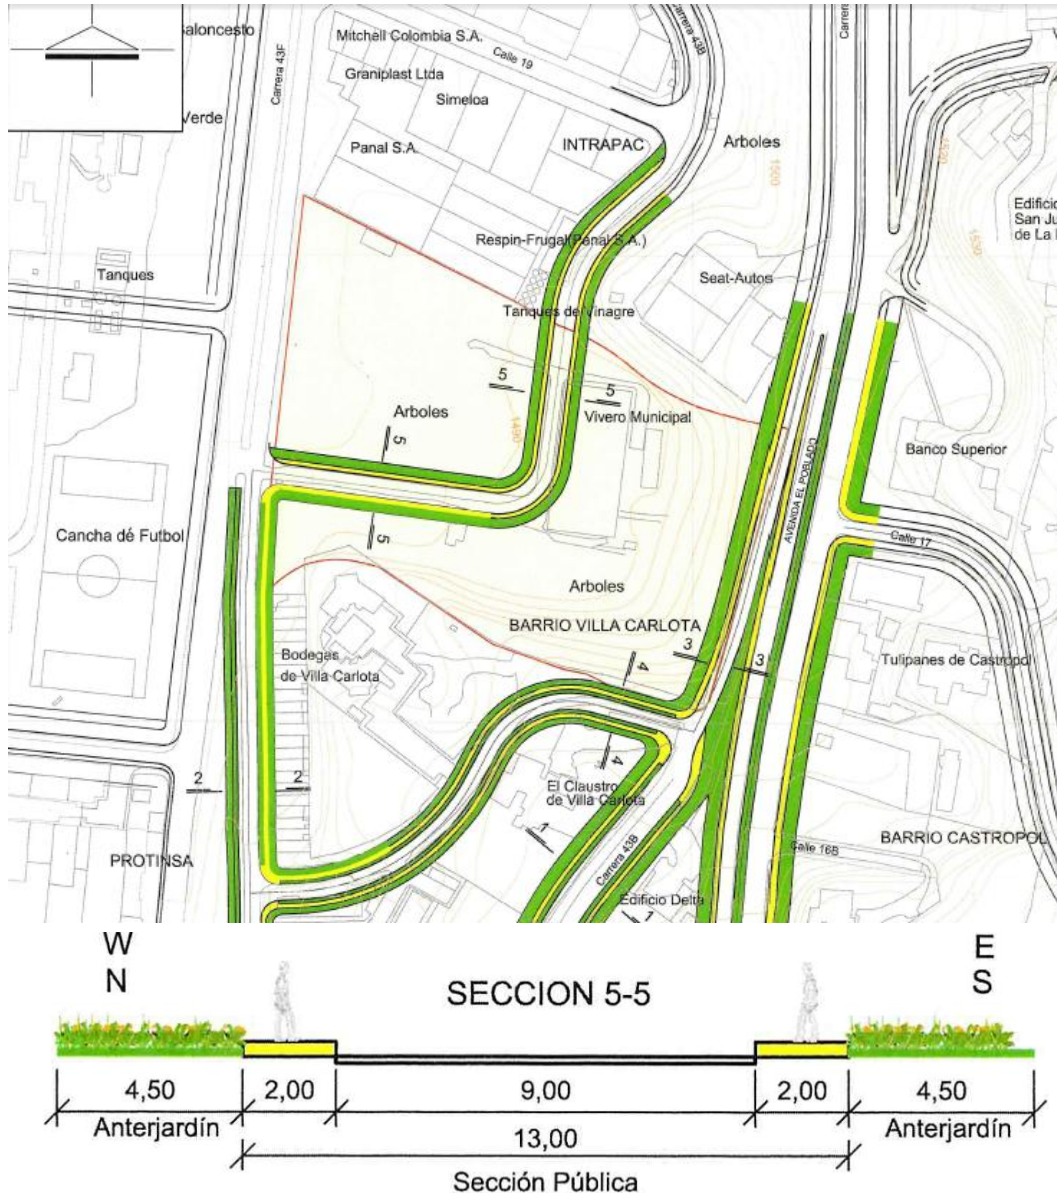 Baloncesto
Verde
Carrera 43F
Mitchell Colombia S.A.
Calle 19
Graniplast Ltda
Simeloa
Panal S.A.
INTRAPAC
Carrera 43B
Arboles
1500
Carrera
1520
Edificio
San Ju
de La
1530
Tanques
Respin-Frugal(Panal S.A.)
Seat-Autos
Tanques de Vinagre
5
5
Vivero Municipal
Arboles
5
1490
AVENIDA EL POBLADO
Banco Superior
Cancha dé Futbol
5
Calle 17
Arboles
BARRIO VILLA CARLOTA
3
4
3
Bodegas
de Villa Carlota
Tulipanes de Castropol
2
2
4
El Claustro
de Villa Carlota
1
Carrera 43B
BARRIO CASTROPOL
Calle 16B
PROTINSA
Edificio Delta
1
W
N
SECCION 5-5
E
S
4,50
2,00
9,00
2,00
4,50
Anterjardín
13,00
Anterjardín
Sección Pública